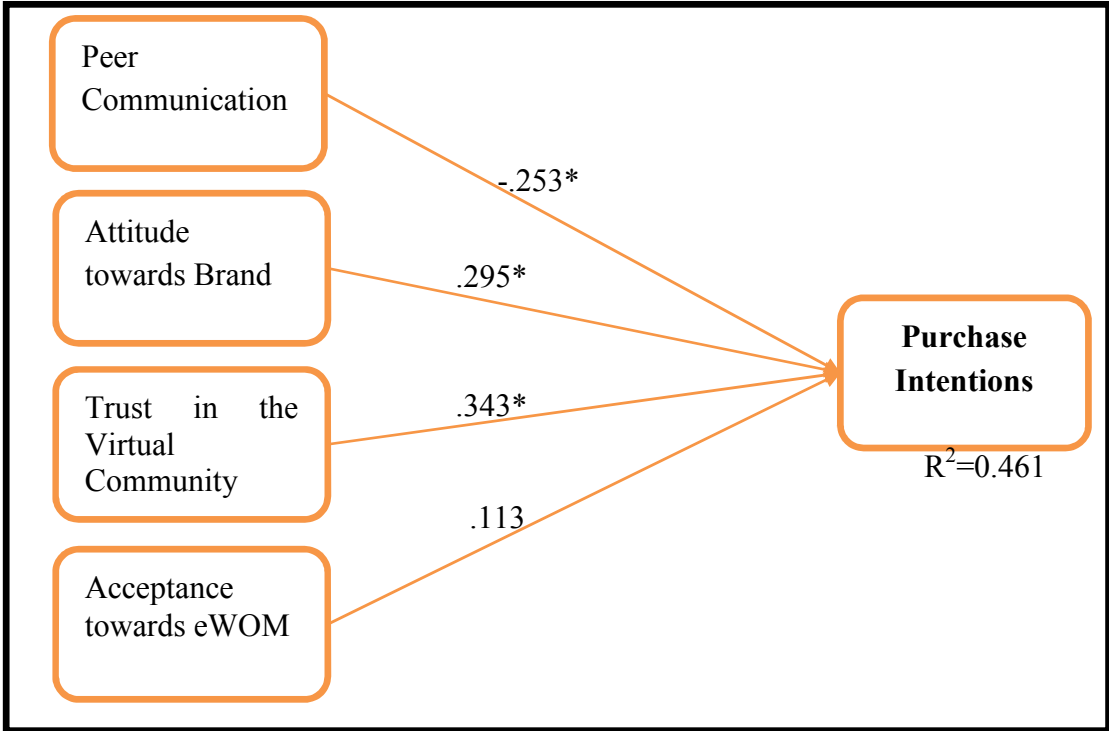 Peer
Communication
-.253*
Attitude
towards Brand
.295*
Purchase
Intentions
Trust in the
Virtual
Community
.343*
R²=0.461
.113
Acceptance
towards eWOM